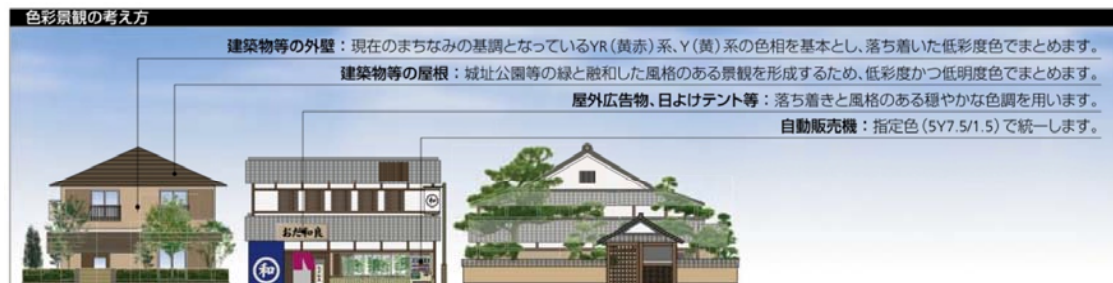 色彩景観の考え方
建築物等の外壁：現在のまちなみの基調となっているYR（黄赤）系、Y（黄）系の色相を基本とし、落ち着いた低彩度色でまとめます。
建築物等の屋根：城址公園等の緑と融和した風格のある景観を形成するため、低彩度かつ低明度色でまとめます。
屋外広告物、日よけテント等：落ち着きと風格のある穏やかな色調を用います。
自動販売機：指定色（5Y7.5/1.5）で統一します。
和
和